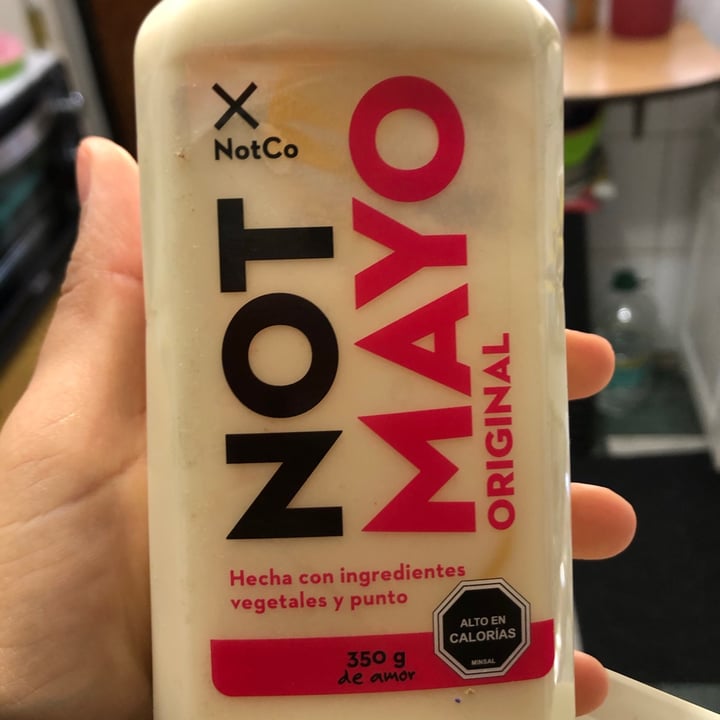 NotCo
NOT
MAYO
ORIGINAL
Hecha con ingredientes
vegetales y punto
350 g
de amor
ALTO EN
CALORÍAS
MINSAL